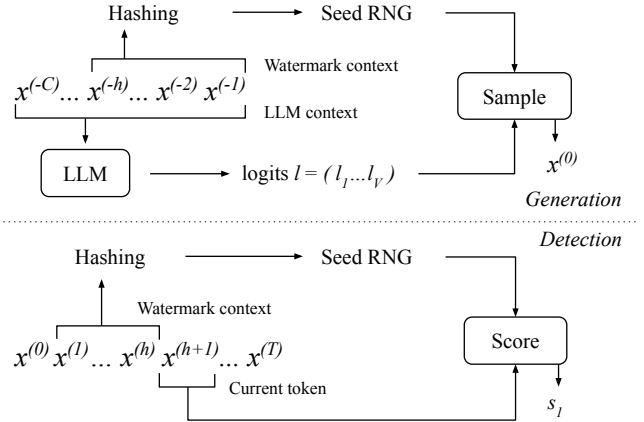 Hashing Seed RNG
Watermark context
x^(-C)... x^(-h)... x^(-2) x^(-1)
Sample
LLM context
LLM
logits l = ( l_1...l_V )
x^(0)
Generation
Detection
Hashing Seed RNG
Watermark context
x^(0) x^(1) ... x^(h) x^(h+1) ... x^(T)
Score
Current token
s_1